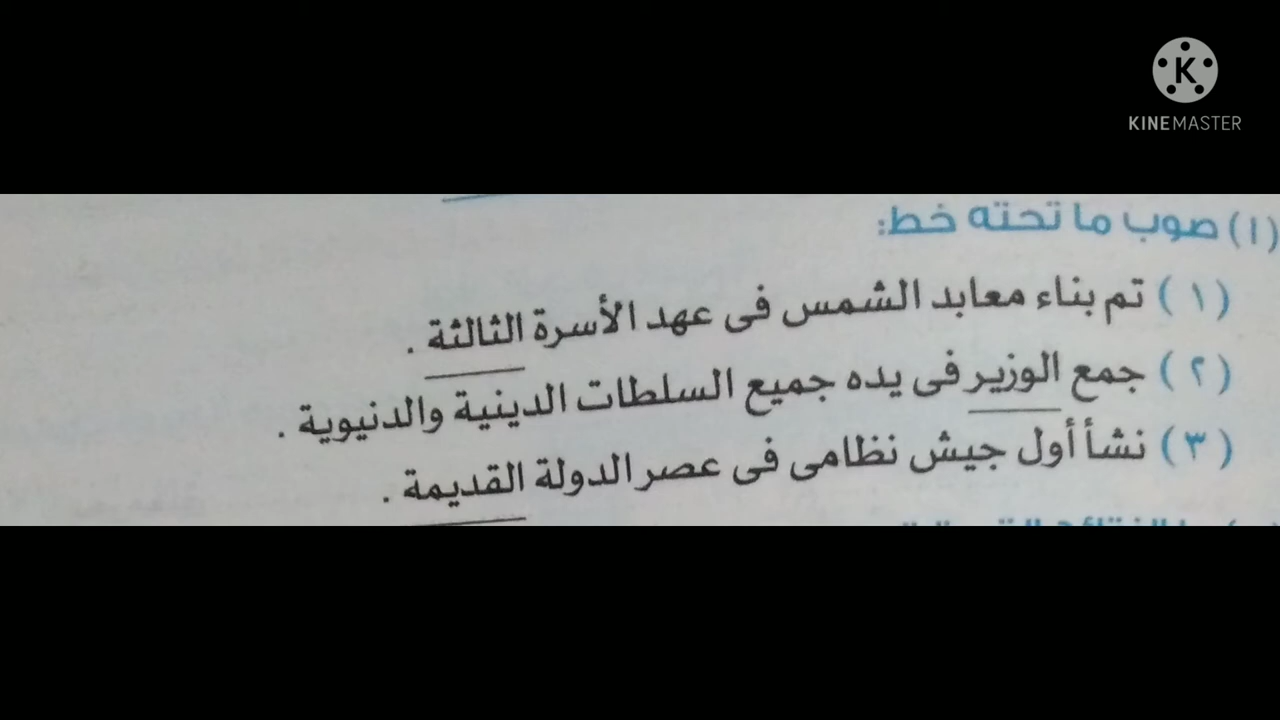 K
KINEMASTER
(١) صوب ما تحته خط:
(١) تم بناء معابد الشمس فى عهد الأسرة الثالثة .
(٢) جمع الوزير فى يده جميع السلطات الدينية والدنيوية .
(٣) نشأ أول جيش نظامى فى عصر الدولة القديمة .